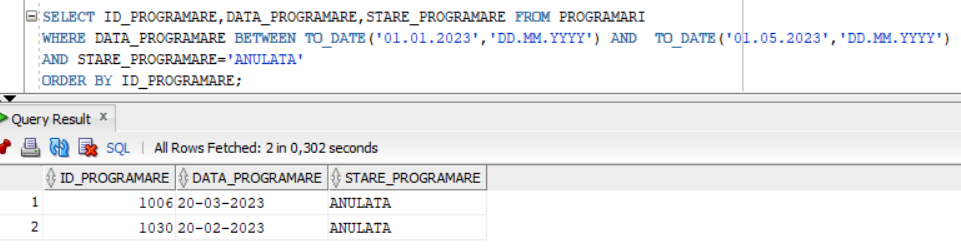 SELECT ID_PROGRAMARE,DATA_PROGRAMARE,STARE_PROGRAMARE FROM PROGRAMARI
WHERE DATA_PROGRAMARE BETWEEN TO_DATE('01.01.2023','DD.MM.YYYY') AND  TO_DATE('01.05.2023','DD.MM.YYYY')
AND STARE_PROGRAMARE='ANULATA'
ORDER BY ID_PROGRAMARE;
Query Result x
SQL | All Rows Fetched: 2 in 0,302 seconds
ID_PROGRAMARE DATA_PROGRAMARE STARE_PROGRAMARE
1 1006 20-03-2023 ANULATA
2 1030 20-02-2023 ANULATA